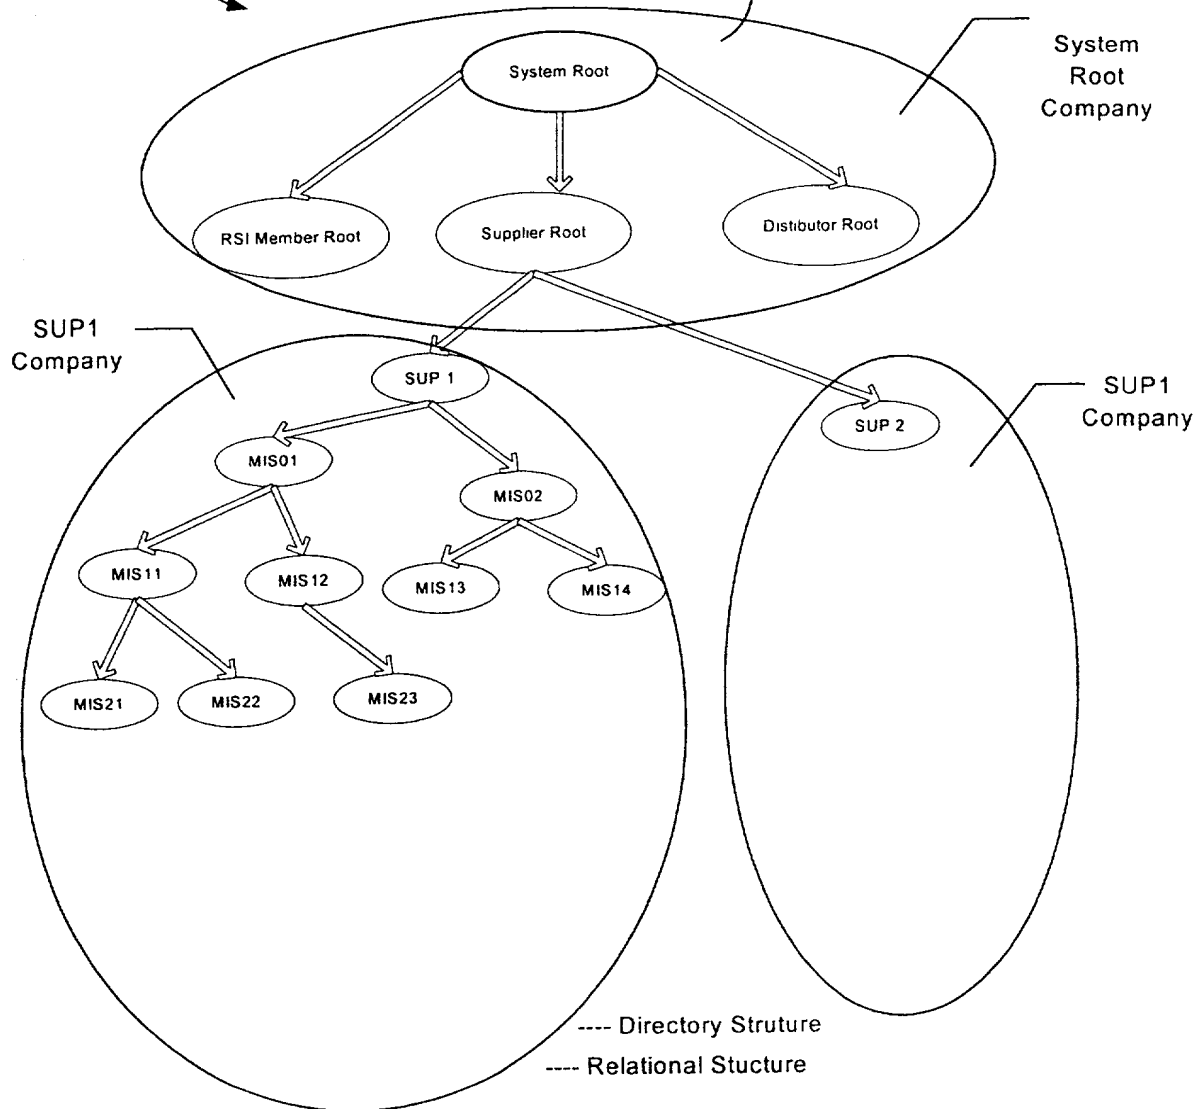 System
Root
Company
System Root
RSI Member Root
Supplier Root
Distibutor Root
SUP1
Company
SUP 1
SUP1
Company
SUP 2
MIS01
MIS02
MIS11
MIS12
MIS13
MIS14
MIS21
MIS22
MIS23
---- Directory Struture
---- Relational Stucture